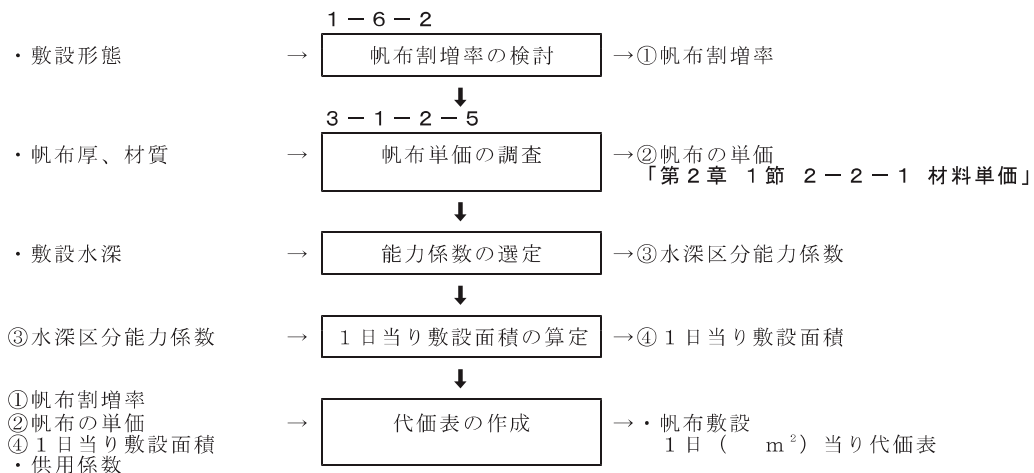 １－６－２
・敷設形態 → 帆布割増率の検討 →①帆布割増率
３－１－２－５
・帆布厚、材質 → 帆布単価の調査 →②帆布の単価
「第２章 １節 ２－２－１ 材料単価」
・敷設水深 → 能力係数の選定 →③水深区分能力係数
③水深区分能力係数 → １日当り敷設面積の算定 →④１日当り敷設面積
①帆布割増率
②帆布の単価 → 代価表の作成 →・帆布敷設
④１日当り敷設面積 １日（　ｍ²）当り代価表
・供用係数